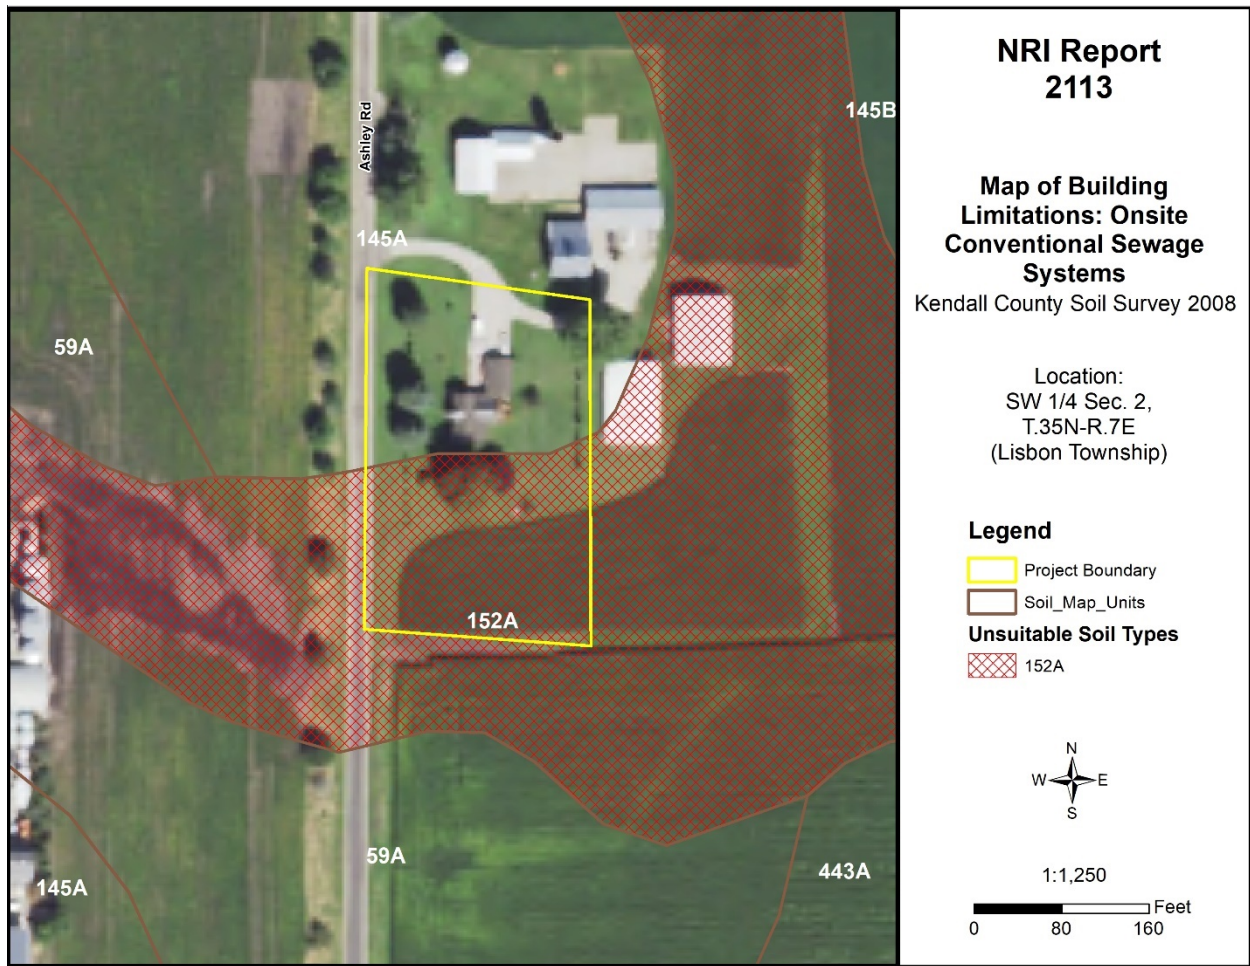 NRI Report
2113
Map of Building
Limitations: Onsite
Conventional Sewage
Systems
Kendall County Soil Survey 2008
Location:
SW 1/4 Sec. 2,
T.35N-R.7E
(Lisbon Township)
Legend
Project Boundary
Soil_Map_Units
Unsuitable Soil Types
152A
N
W E
S
1:1,250
Feet
0 80 160
Ashley Rd
145B
145A
59A
152A
59A
145A
443A